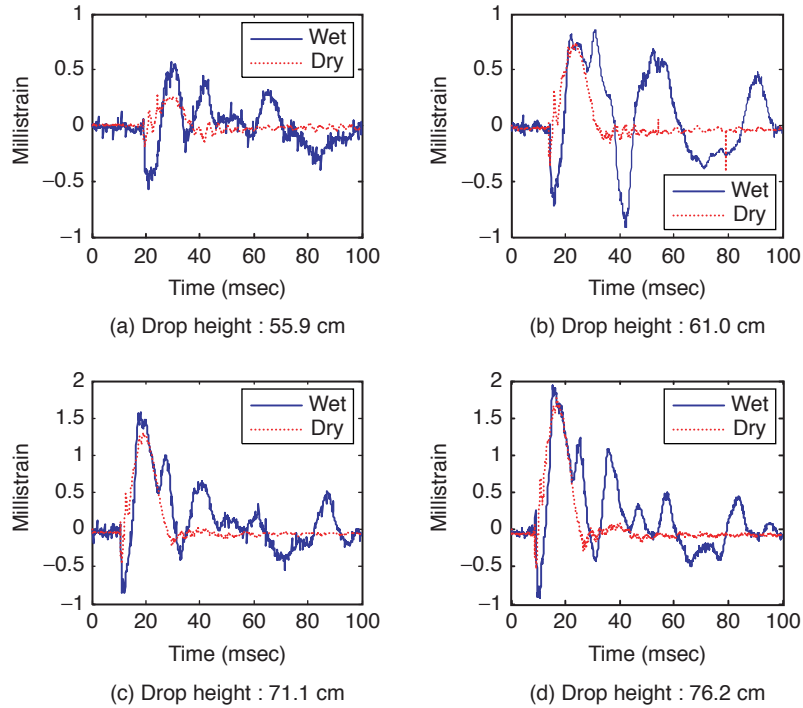 Millistrain
1
0.5
0
−0.5
−1
Wet
Dry
0 20 40 60 80 100
Time (msec)
(a) Drop height : 55.9 cm
Millistrain
1
0.5
0
−0.5
−1
Wet
Dry
0 20 40 60 80 100
Time (msec)
(b) Drop height : 61.0 cm
Millistrain
2
1.5
1
0.5
0
−0.5
−1
Wet
Dry
0 20 40 60 80 100
Time (msec)
(c) Drop height : 71.1 cm
Millistrain
2
1.5
1
0.5
0
−0.5
−1
Wet
Dry
0 20 40 60 80 100
Time (msec)
(d) Drop height : 76.2 cm